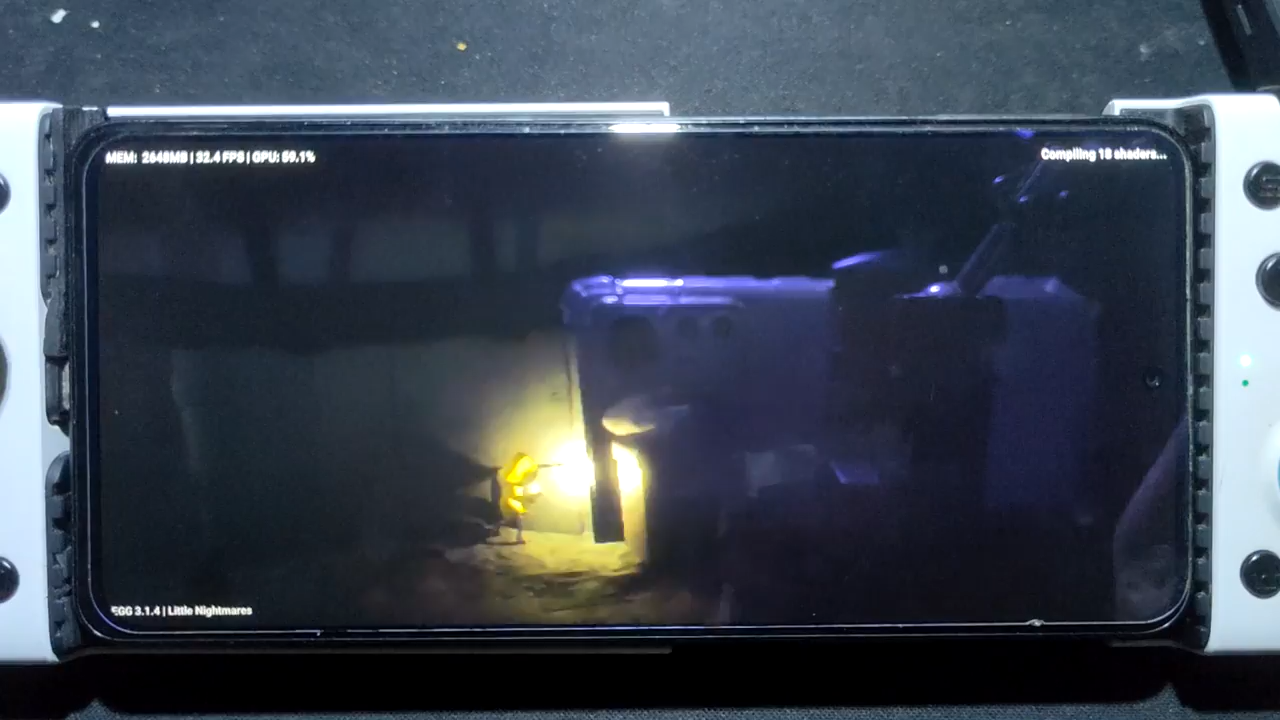 MEM: 2648MB | 32.4 FPS | GPU: 59.1%
Compiling 18 shaders...
EGG 3.1.4 | Little Nightmares